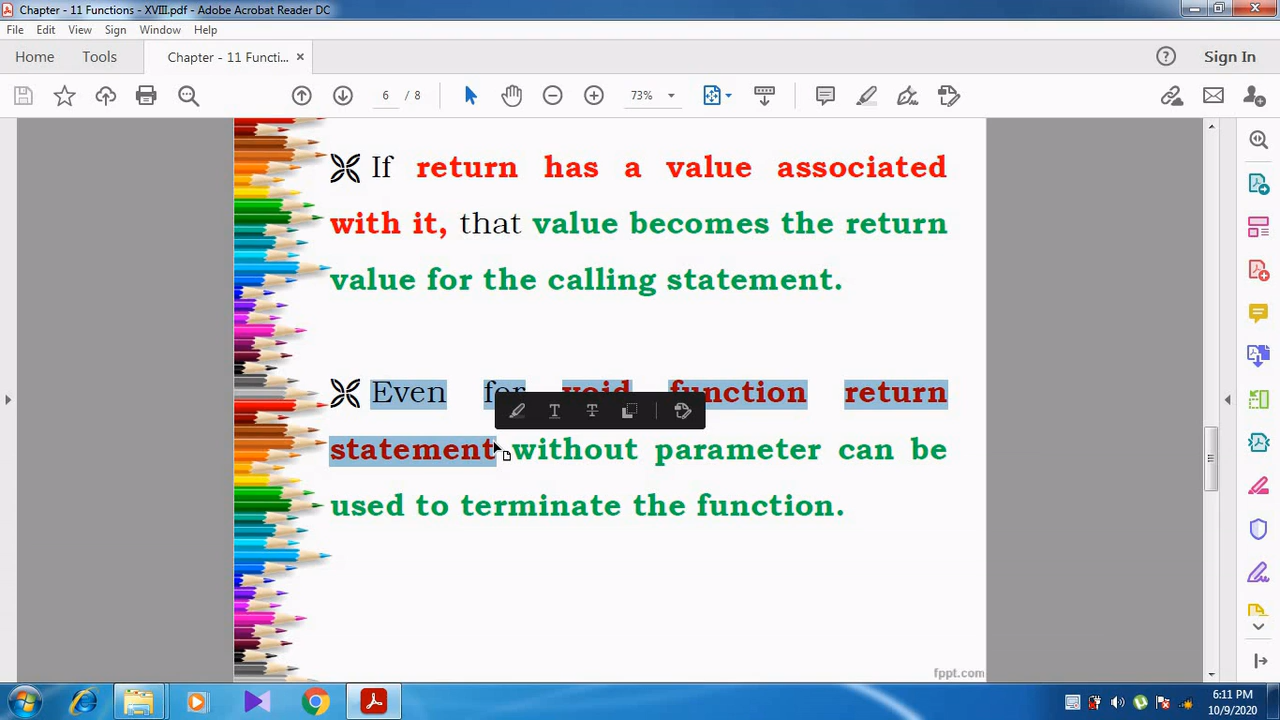 Chapter - 11 Functions - XVIII.pdf - Adobe Acrobat Reader DC
File Edit View Sign Window Help
Home Tools Chapter - 11 Functi... × Sign In
6 / 8 73%
If return has a value associated
with it, that value becomes the return
value for the calling statement.
Even for void function return
statement without parameter can be
used to terminate the function.
fppt.com
6:11 PM
10/9/2020